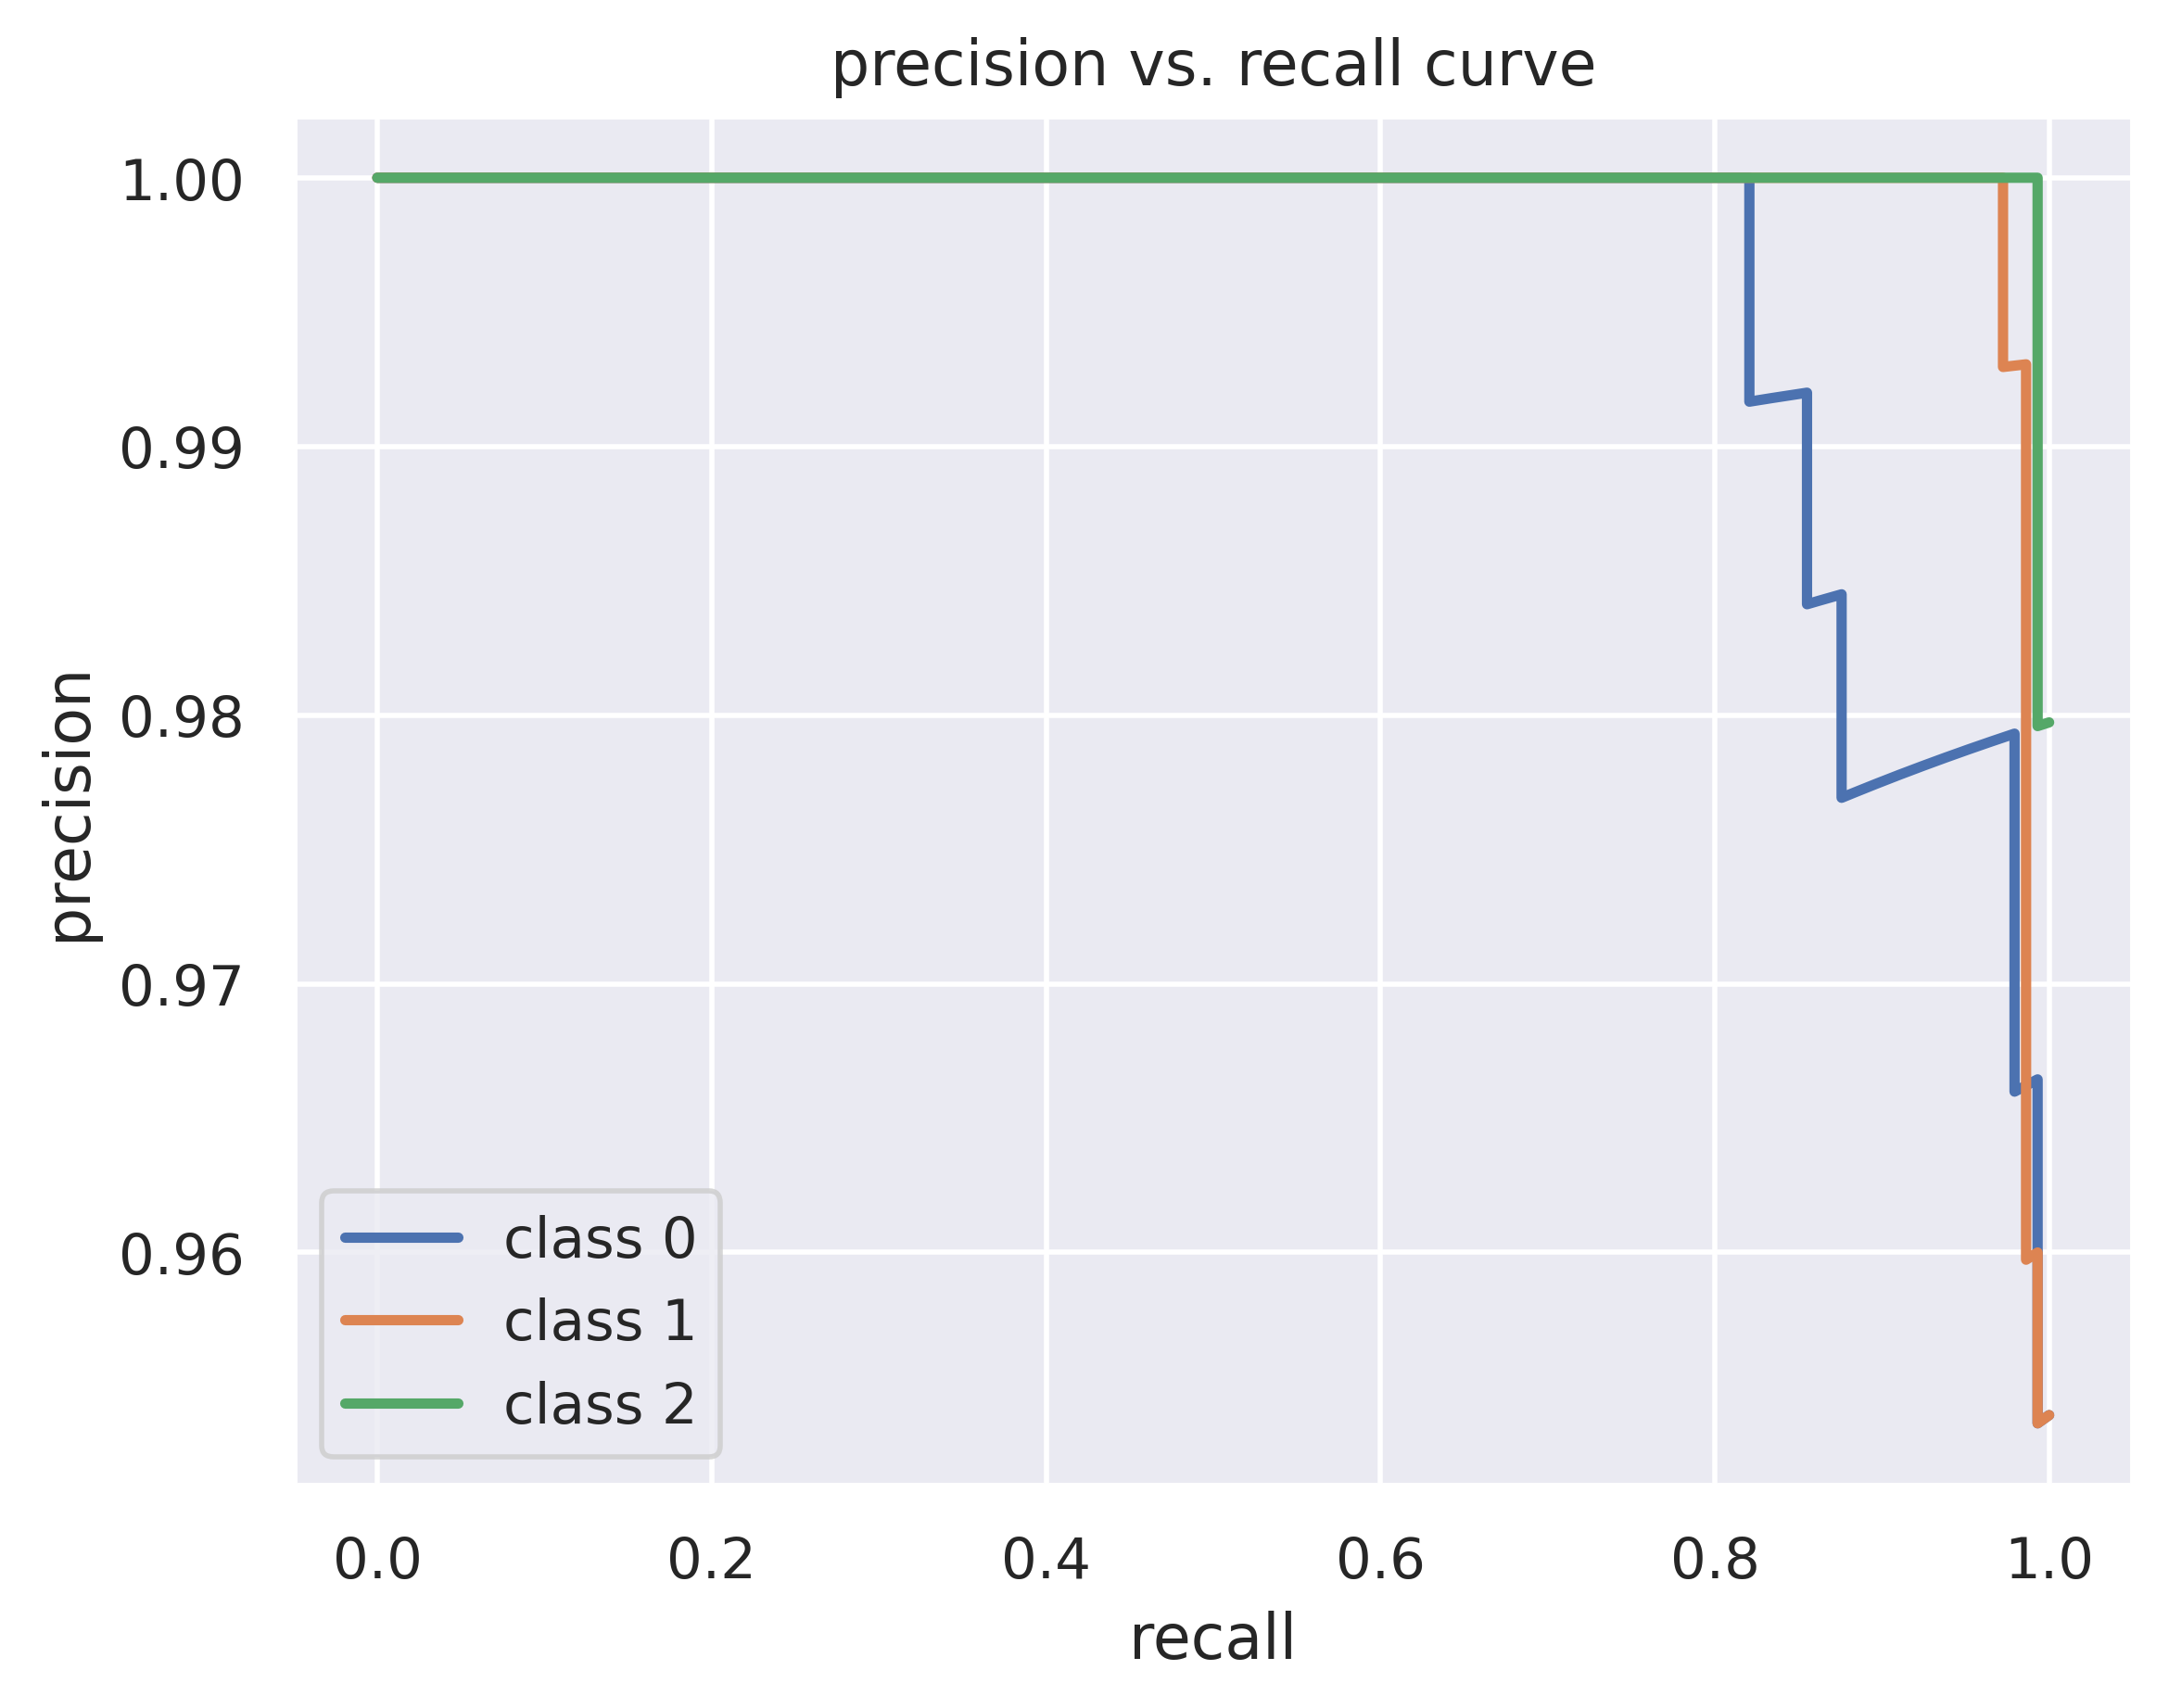 precision vs. recall curve
1.00
0.99
0.98
0.97
0.96
precision
class 0
class 1
class 2
0.0 0.2 0.4 0.6 0.8 1.0
recall